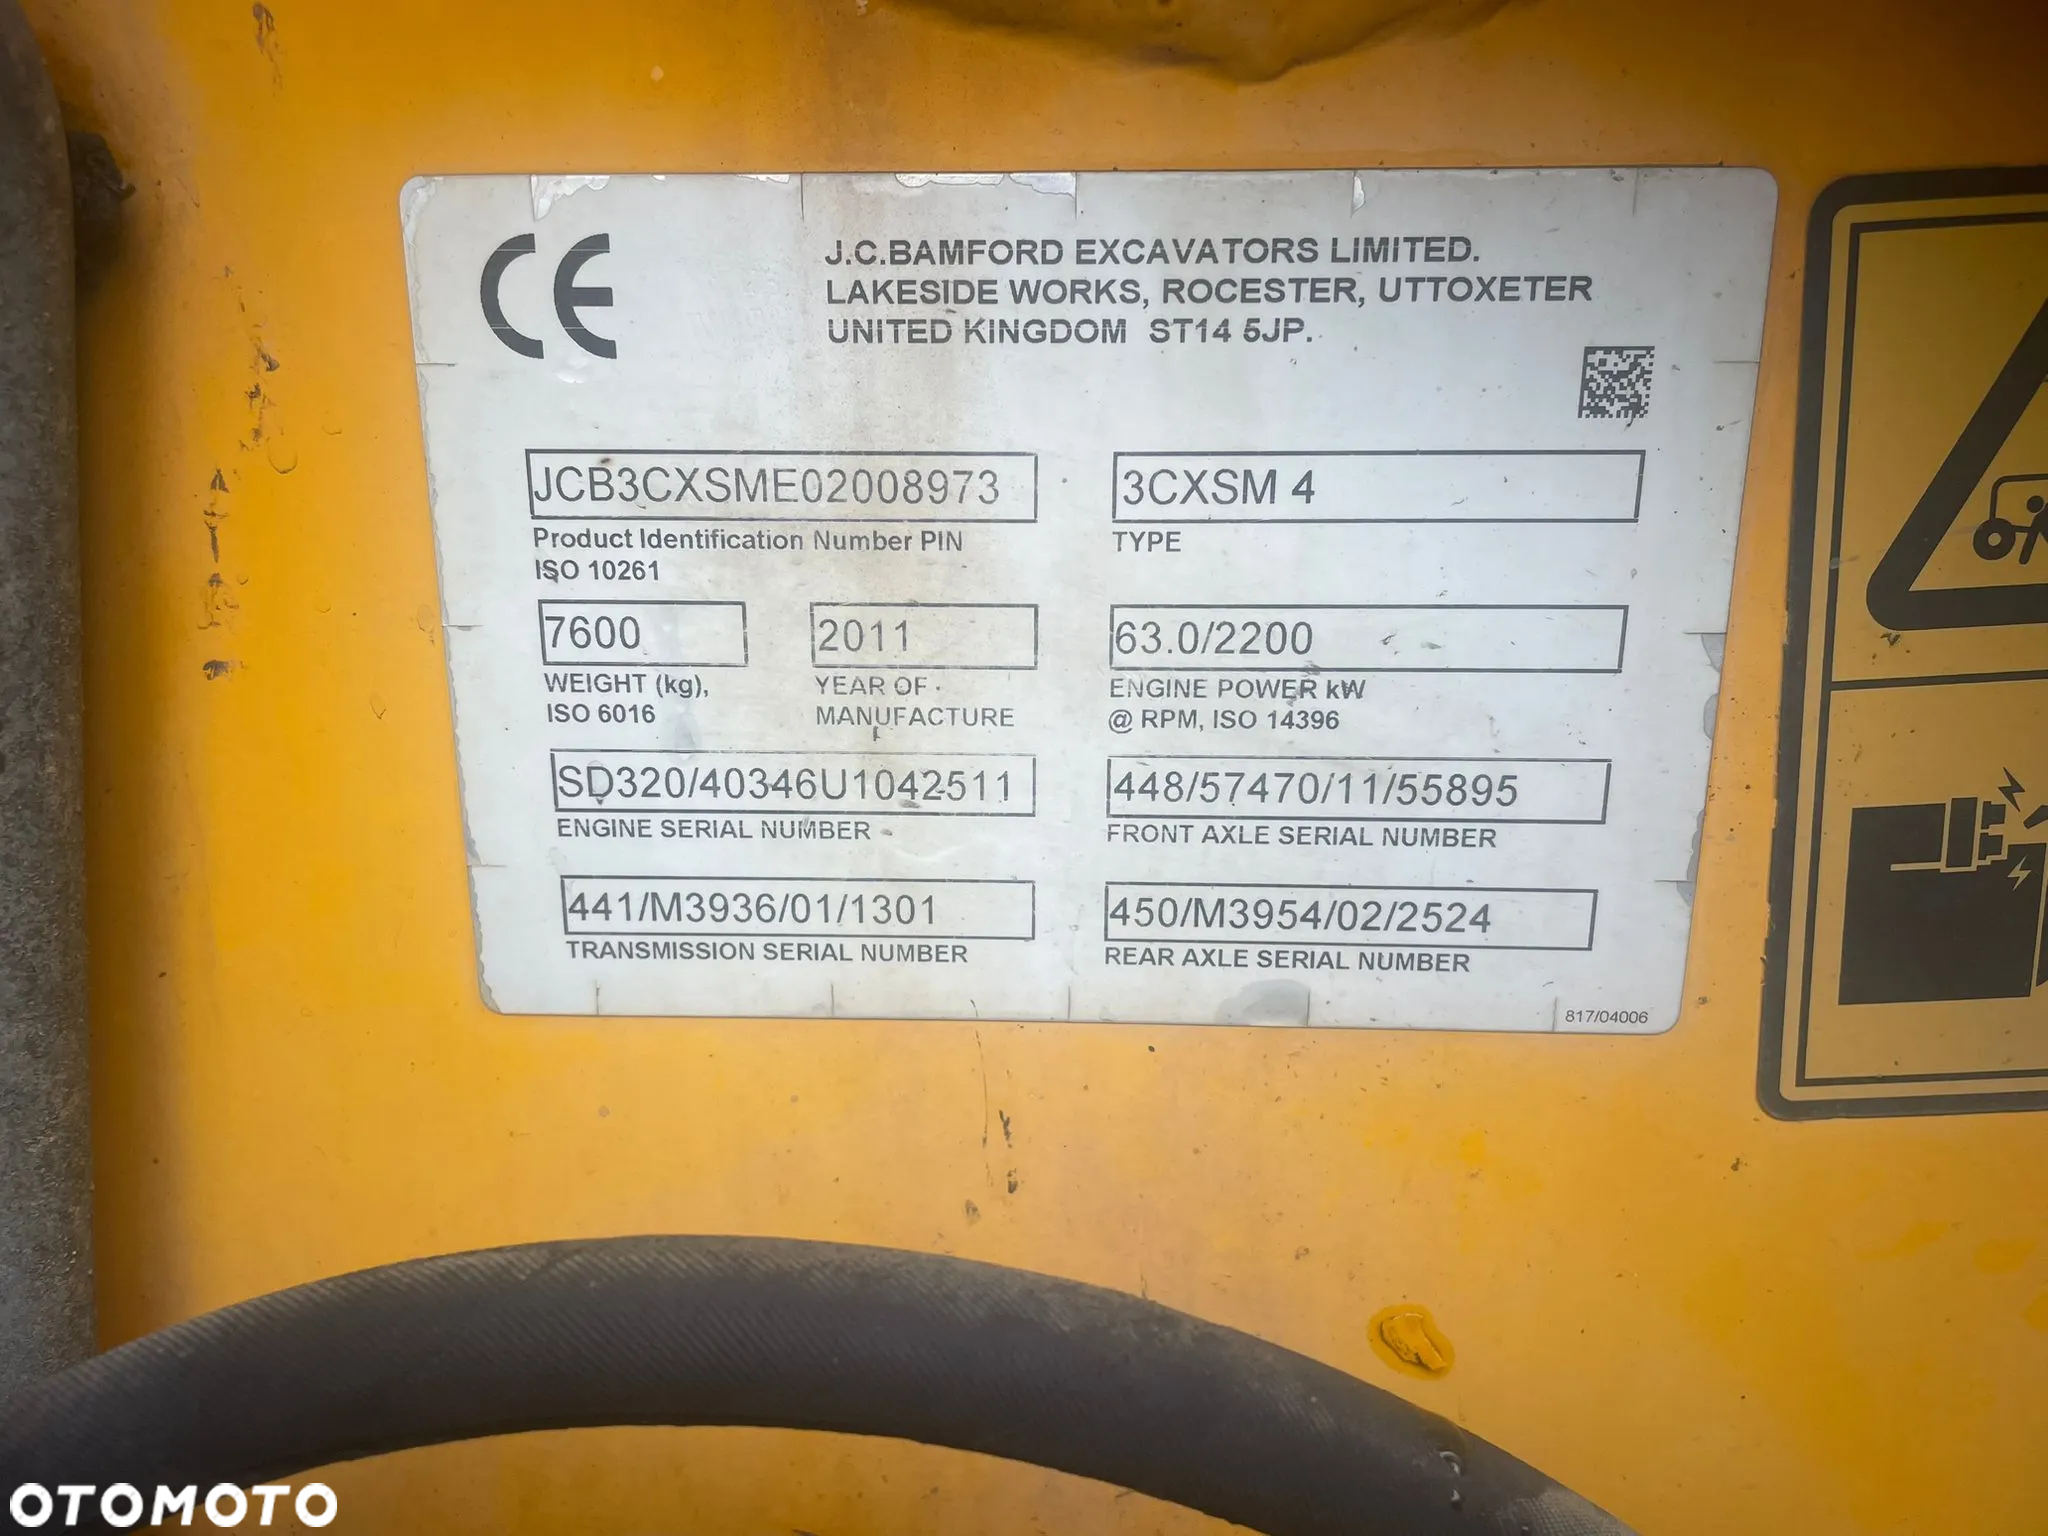 CE
J.C.BAMFORD EXCAVATORS LIMITED.
LAKESIDE WORKS, ROCESTER, UTTOXETER
UNITED KINGDOM ST14 5JP.
JCB3CXSME02008973
Product Identification Number PIN
ISO 10261
3CXSM 4
TYPE
7600
WEIGHT (kg),
ISO 6016
2011
YEAR OF
MANUFACTURE
63.0/2200
ENGINE POWER kW
@ RPM, ISO 14396
SD320/40346U1042511
ENGINE SERIAL NUMBER
448/57470/11/55895
FRONT AXLE SERIAL NUMBER
441/M3936/01/1301
TRANSMISSION SERIAL NUMBER
450/M3954/02/2524
REAR AXLE SERIAL NUMBER
817/04006
OTOMOTO